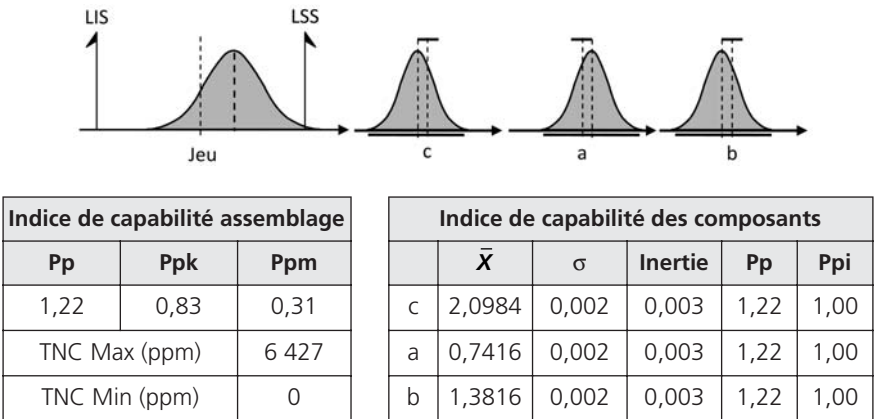 LIS LSS
Jeu c a b
Indice de capabilité assemblage
Pp Ppk Ppm
1,22 0,83 0,31
TNC Max (ppm) 6 427
TNC Min (ppm) 0
Indice de capabilité des composants
X̄ σ Inertie Pp Ppi
c 2,0984 0,002 0,003 1,22 1,00
a 0,7416 0,002 0,003 1,22 1,00
b 1,3816 0,002 0,003 1,22 1,00